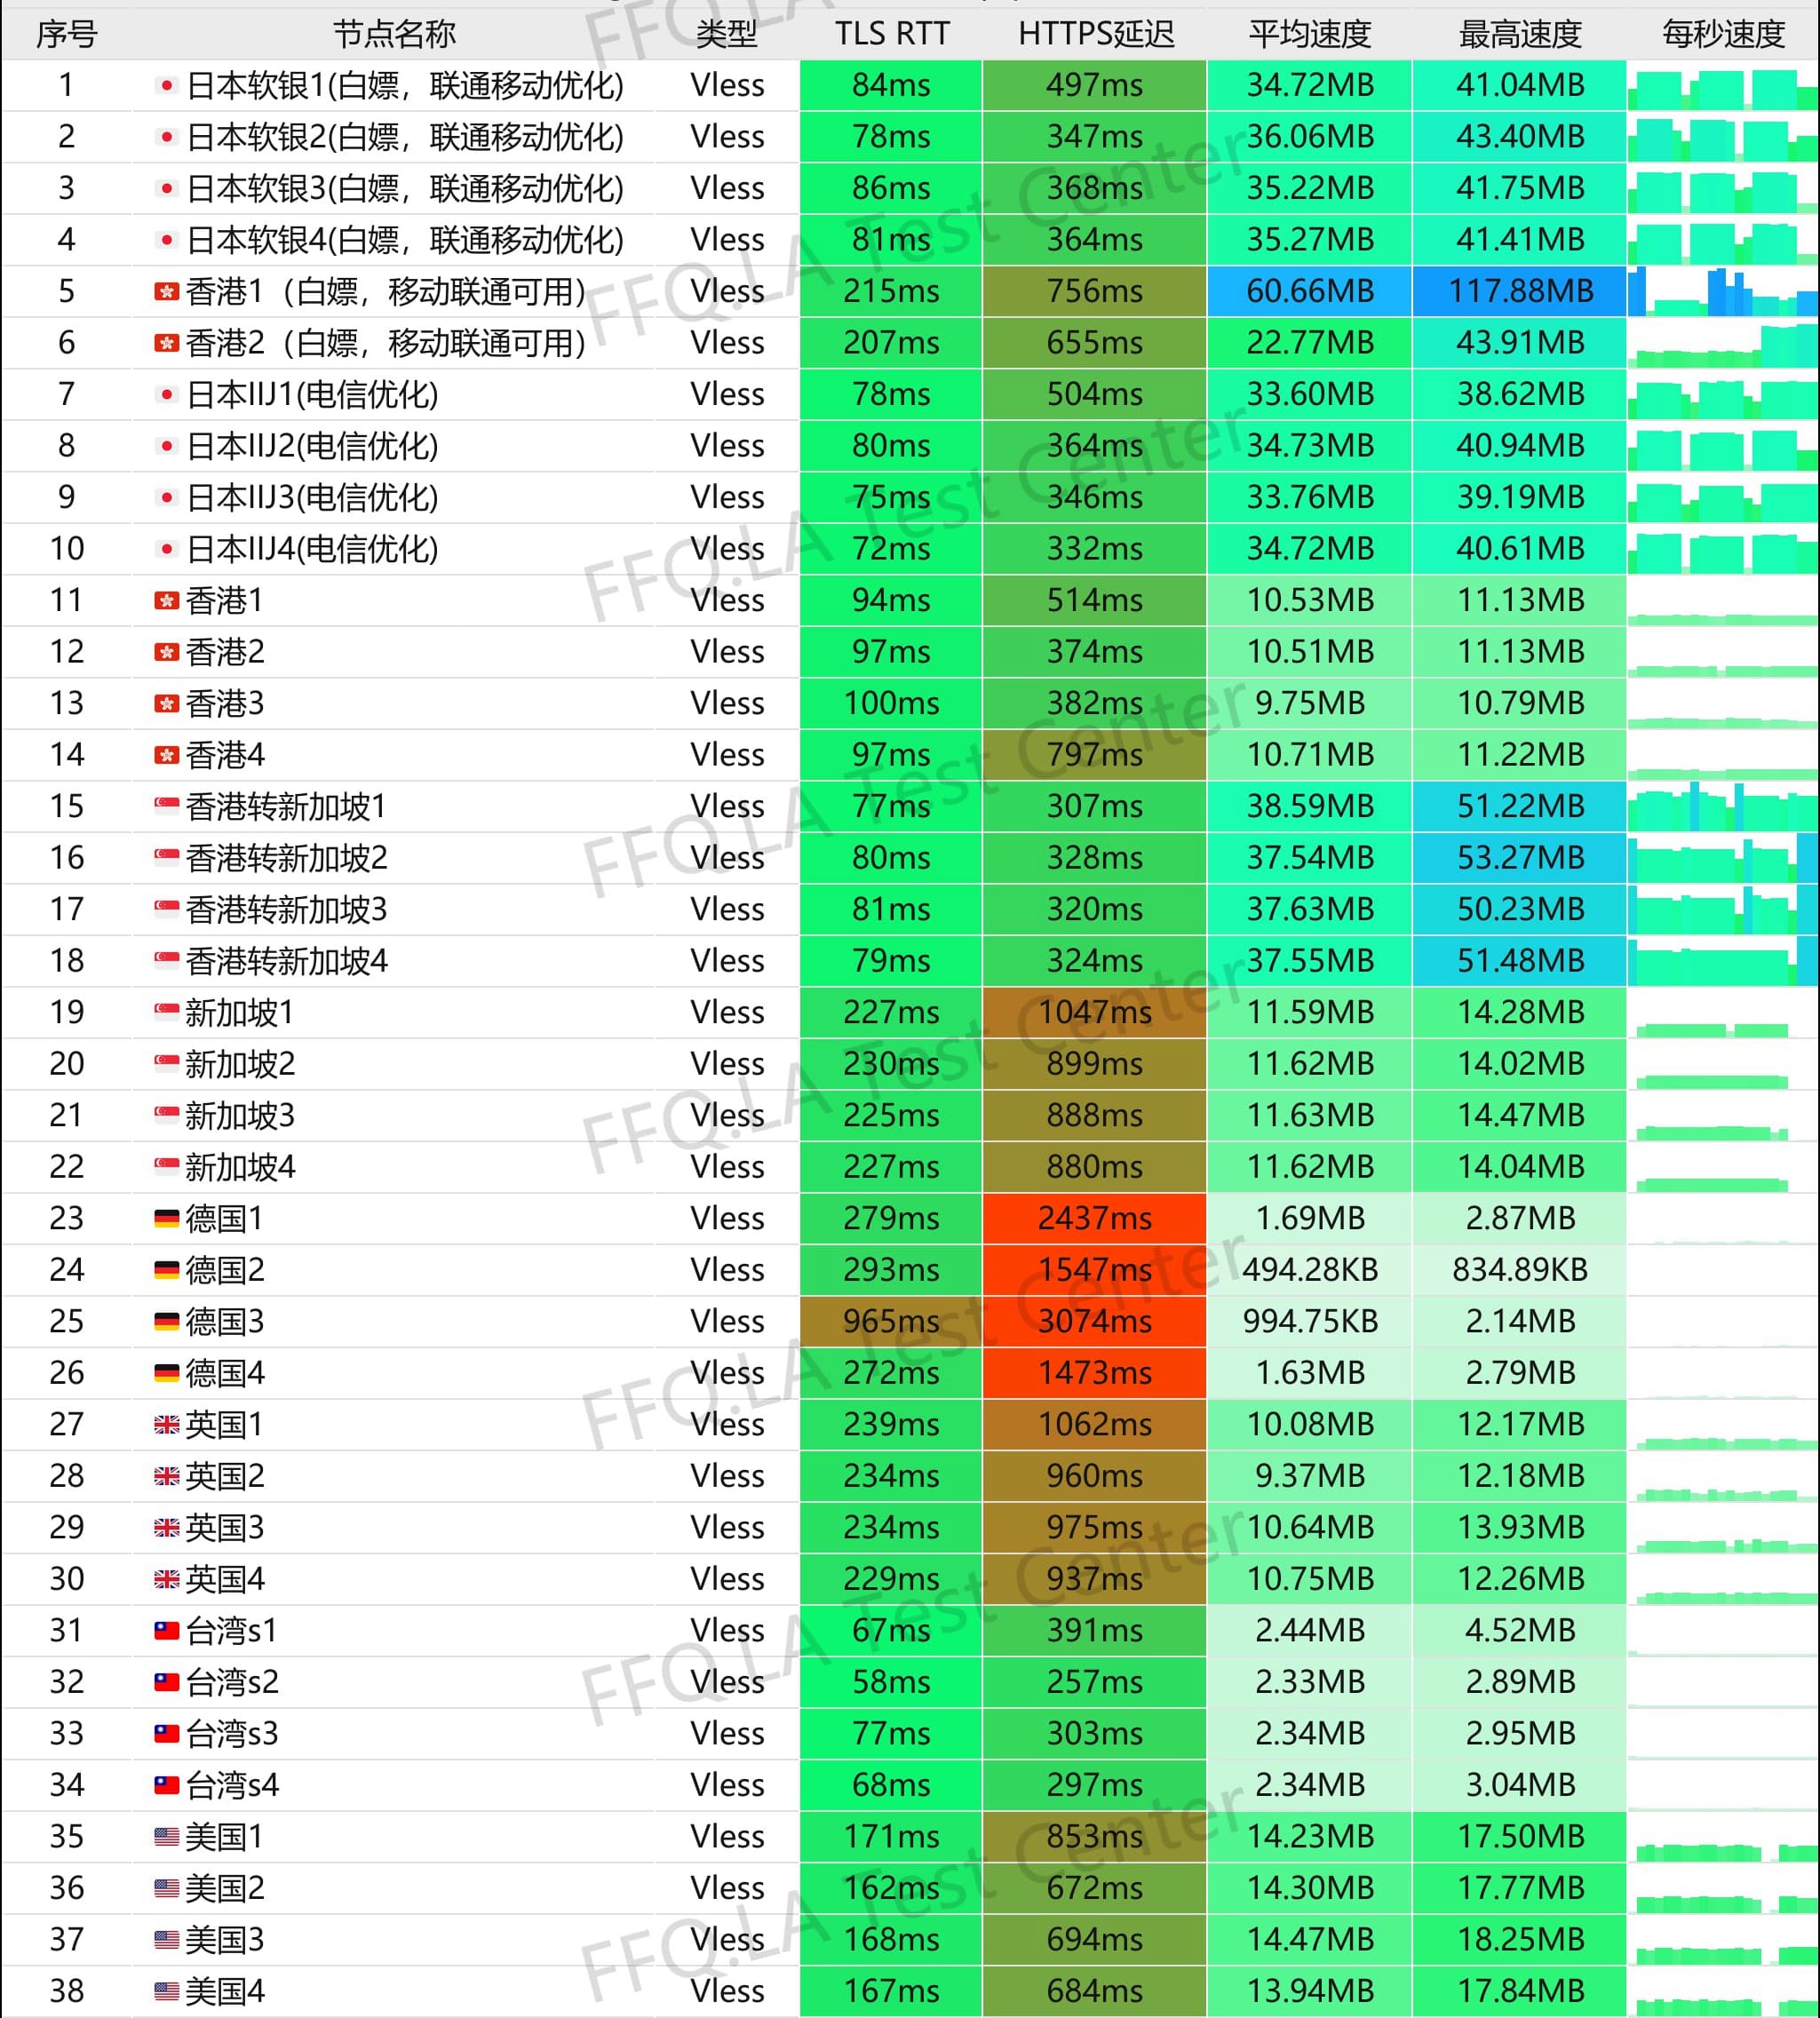 序号 节点名称 类型 TLS RTT HTTPS延迟 平均速度 最高速度 每秒速度
1 日本软银1(白嫖，联通移动优化) Vless 84ms 497ms 34.72MB 41.04MB
2 日本软银2(白嫖，联通移动优化) Vless 78ms 347ms 36.06MB 43.40MB
3 日本软银3(白嫖，联通移动优化) Vless 86ms 368ms 35.22MB 41.75MB
4 日本软银4(白嫖，联通移动优化) Vless 81ms 364ms 35.27MB 41.41MB
5 香港1（白嫖，移动联通可用） Vless 215ms 756ms 60.66MB 117.88MB
6 香港2（白嫖，移动联通可用） Vless 207ms 655ms 22.77MB 43.91MB
7 日本IIJ1(电信优化) Vless 78ms 504ms 33.60MB 38.62MB
8 日本IIJ2(电信优化) Vless 80ms 364ms 34.73MB 40.94MB
9 日本IIJ3(电信优化) Vless 75ms 346ms 33.76MB 39.19MB
10 日本IIJ4(电信优化) Vless 72ms 332ms 34.72MB 40.61MB
11 香港1 Vless 94ms 514ms 10.53MB 11.13MB
12 香港2 Vless 97ms 374ms 10.51MB 11.13MB
13 香港3 Vless 100ms 382ms 9.75MB 10.79MB
14 香港4 Vless 97ms 797ms 10.71MB 11.22MB
15 香港转新加坡1 Vless 77ms 307ms 38.59MB 51.22MB
16 香港转新加坡2 Vless 80ms 328ms 37.54MB 53.27MB
17 香港转新加坡3 Vless 81ms 320ms 37.63MB 50.23MB
18 香港转新加坡4 Vless 79ms 324ms 37.55MB 51.48MB
19 新加坡1 Vless 227ms 1047ms 11.59MB 14.28MB
20 新加坡2 Vless 230ms 899ms 11.62MB 14.02MB
21 新加坡3 Vless 225ms 888ms 11.63MB 14.47MB
22 新加坡4 Vless 227ms 880ms 11.62MB 14.04MB
23 德国1 Vless 279ms 2437ms 1.69MB 2.87MB
24 德国2 Vless 293ms 1547ms 494.28KB 834.89KB
25 德国3 Vless 965ms 3074ms 994.75KB 2.14MB
26 德国4 Vless 272ms 1473ms 1.63MB 2.79MB
27 英国1 Vless 239ms 1062ms 10.08MB 12.17MB
28 英国2 Vless 234ms 960ms 9.37MB 12.18MB
29 英国3 Vless 234ms 975ms 10.64MB 13.93MB
30 英国4 Vless 229ms 937ms 10.75MB 12.26MB
31 台湾s1 Vless 67ms 391ms 2.44MB 4.52MB
32 台湾s2 Vless 58ms 257ms 2.33MB 2.89MB
33 台湾s3 Vless 77ms 303ms 2.34MB 2.95MB
34 台湾s4 Vless 68ms 297ms 2.34MB 3.04MB
35 美国1 Vless 171ms 853ms 14.23MB 17.50MB
36 美国2 Vless 162ms 672ms 14.30MB 17.77MB
37 美国3 Vless 168ms 694ms 14.47MB 18.25MB
38 美国4 Vless 167ms 684ms 13.94MB 17.84MB
FFQ.LA Test Center
FFQ.LA Test Center
FFQ.LA Test Center
FFQ.LA Test Center
FFQ.LA Test Center
FFQ.LA Test Center
FFQ.LA Test Center